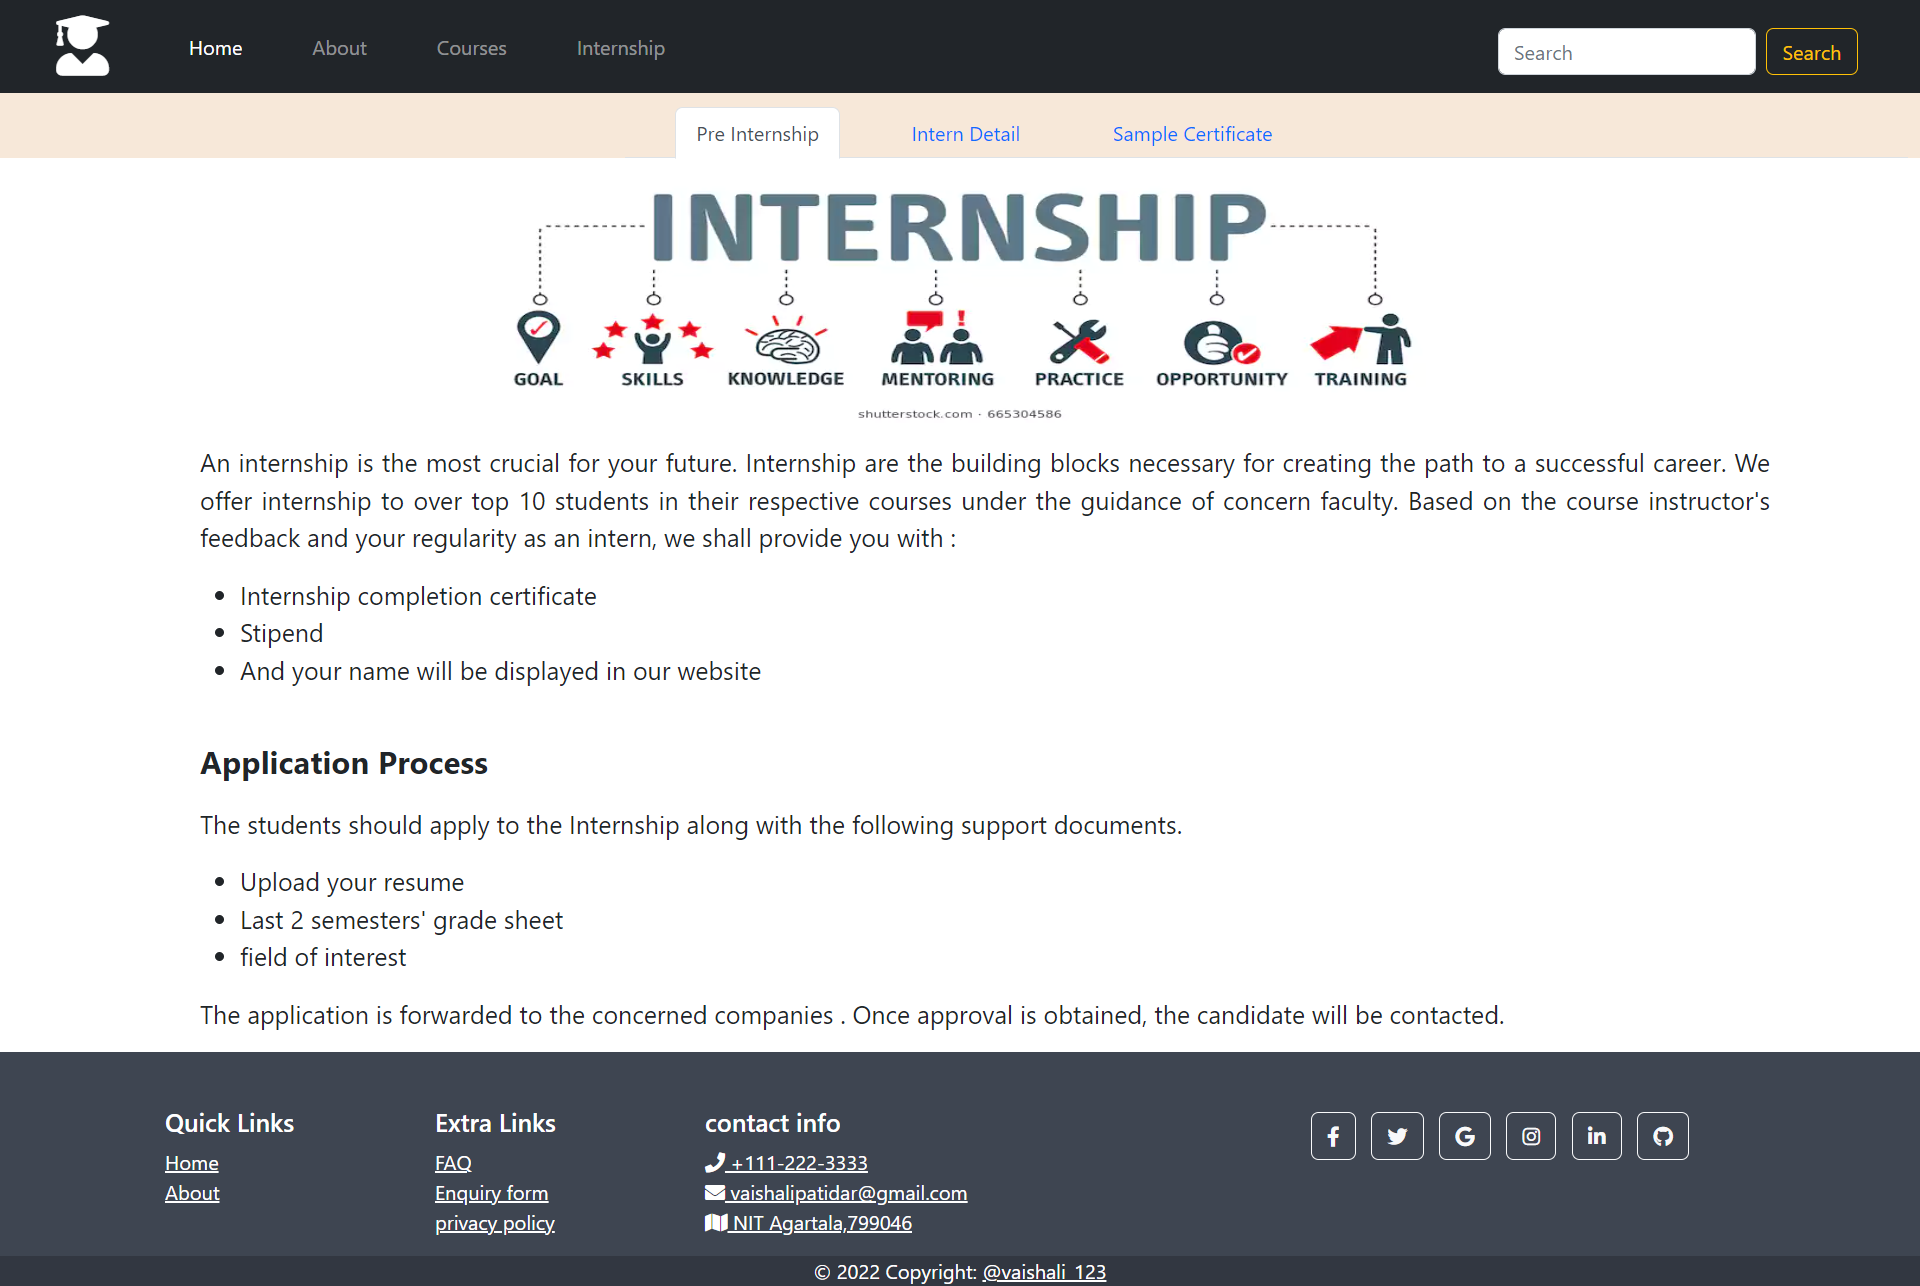 Home
About
Courses
Internship
Search
Search
Pre Internship
Intern Detail
Sample Certificate
INTERNSHIP
GOAL
SKILLS
KNOWLEDGE
MENTORING
PRACTICE
OPPORTUNITY
TRAINING
shutterstock.com · 665304586
An internship is the most crucial for your future. Internship are the building blocks necessary for creating the path to a successful career. We
offer internship to over top 10 students in their respective courses under the guidance of concern faculty. Based on the course instructor's
feedback and your regularity as an intern, we shall provide you with :
Internship completion certificate
Stipend
And your name will be displayed in our website
Application Process
The students should apply to the Internship along with the following support documents.
Upload your resume
Last 2 semesters' grade sheet
field of interest
The application is forwarded to the concerned companies . Once approval is obtained, the candidate will be contacted.
Quick Links
Home
About
Extra Links
FAQ
Enquiry form
privacy policy
contact info
+111-222-3333
vaishalipatidar@gmail.com
NIT Agartala,799046
© 2022 Copyright: @vaishali_123